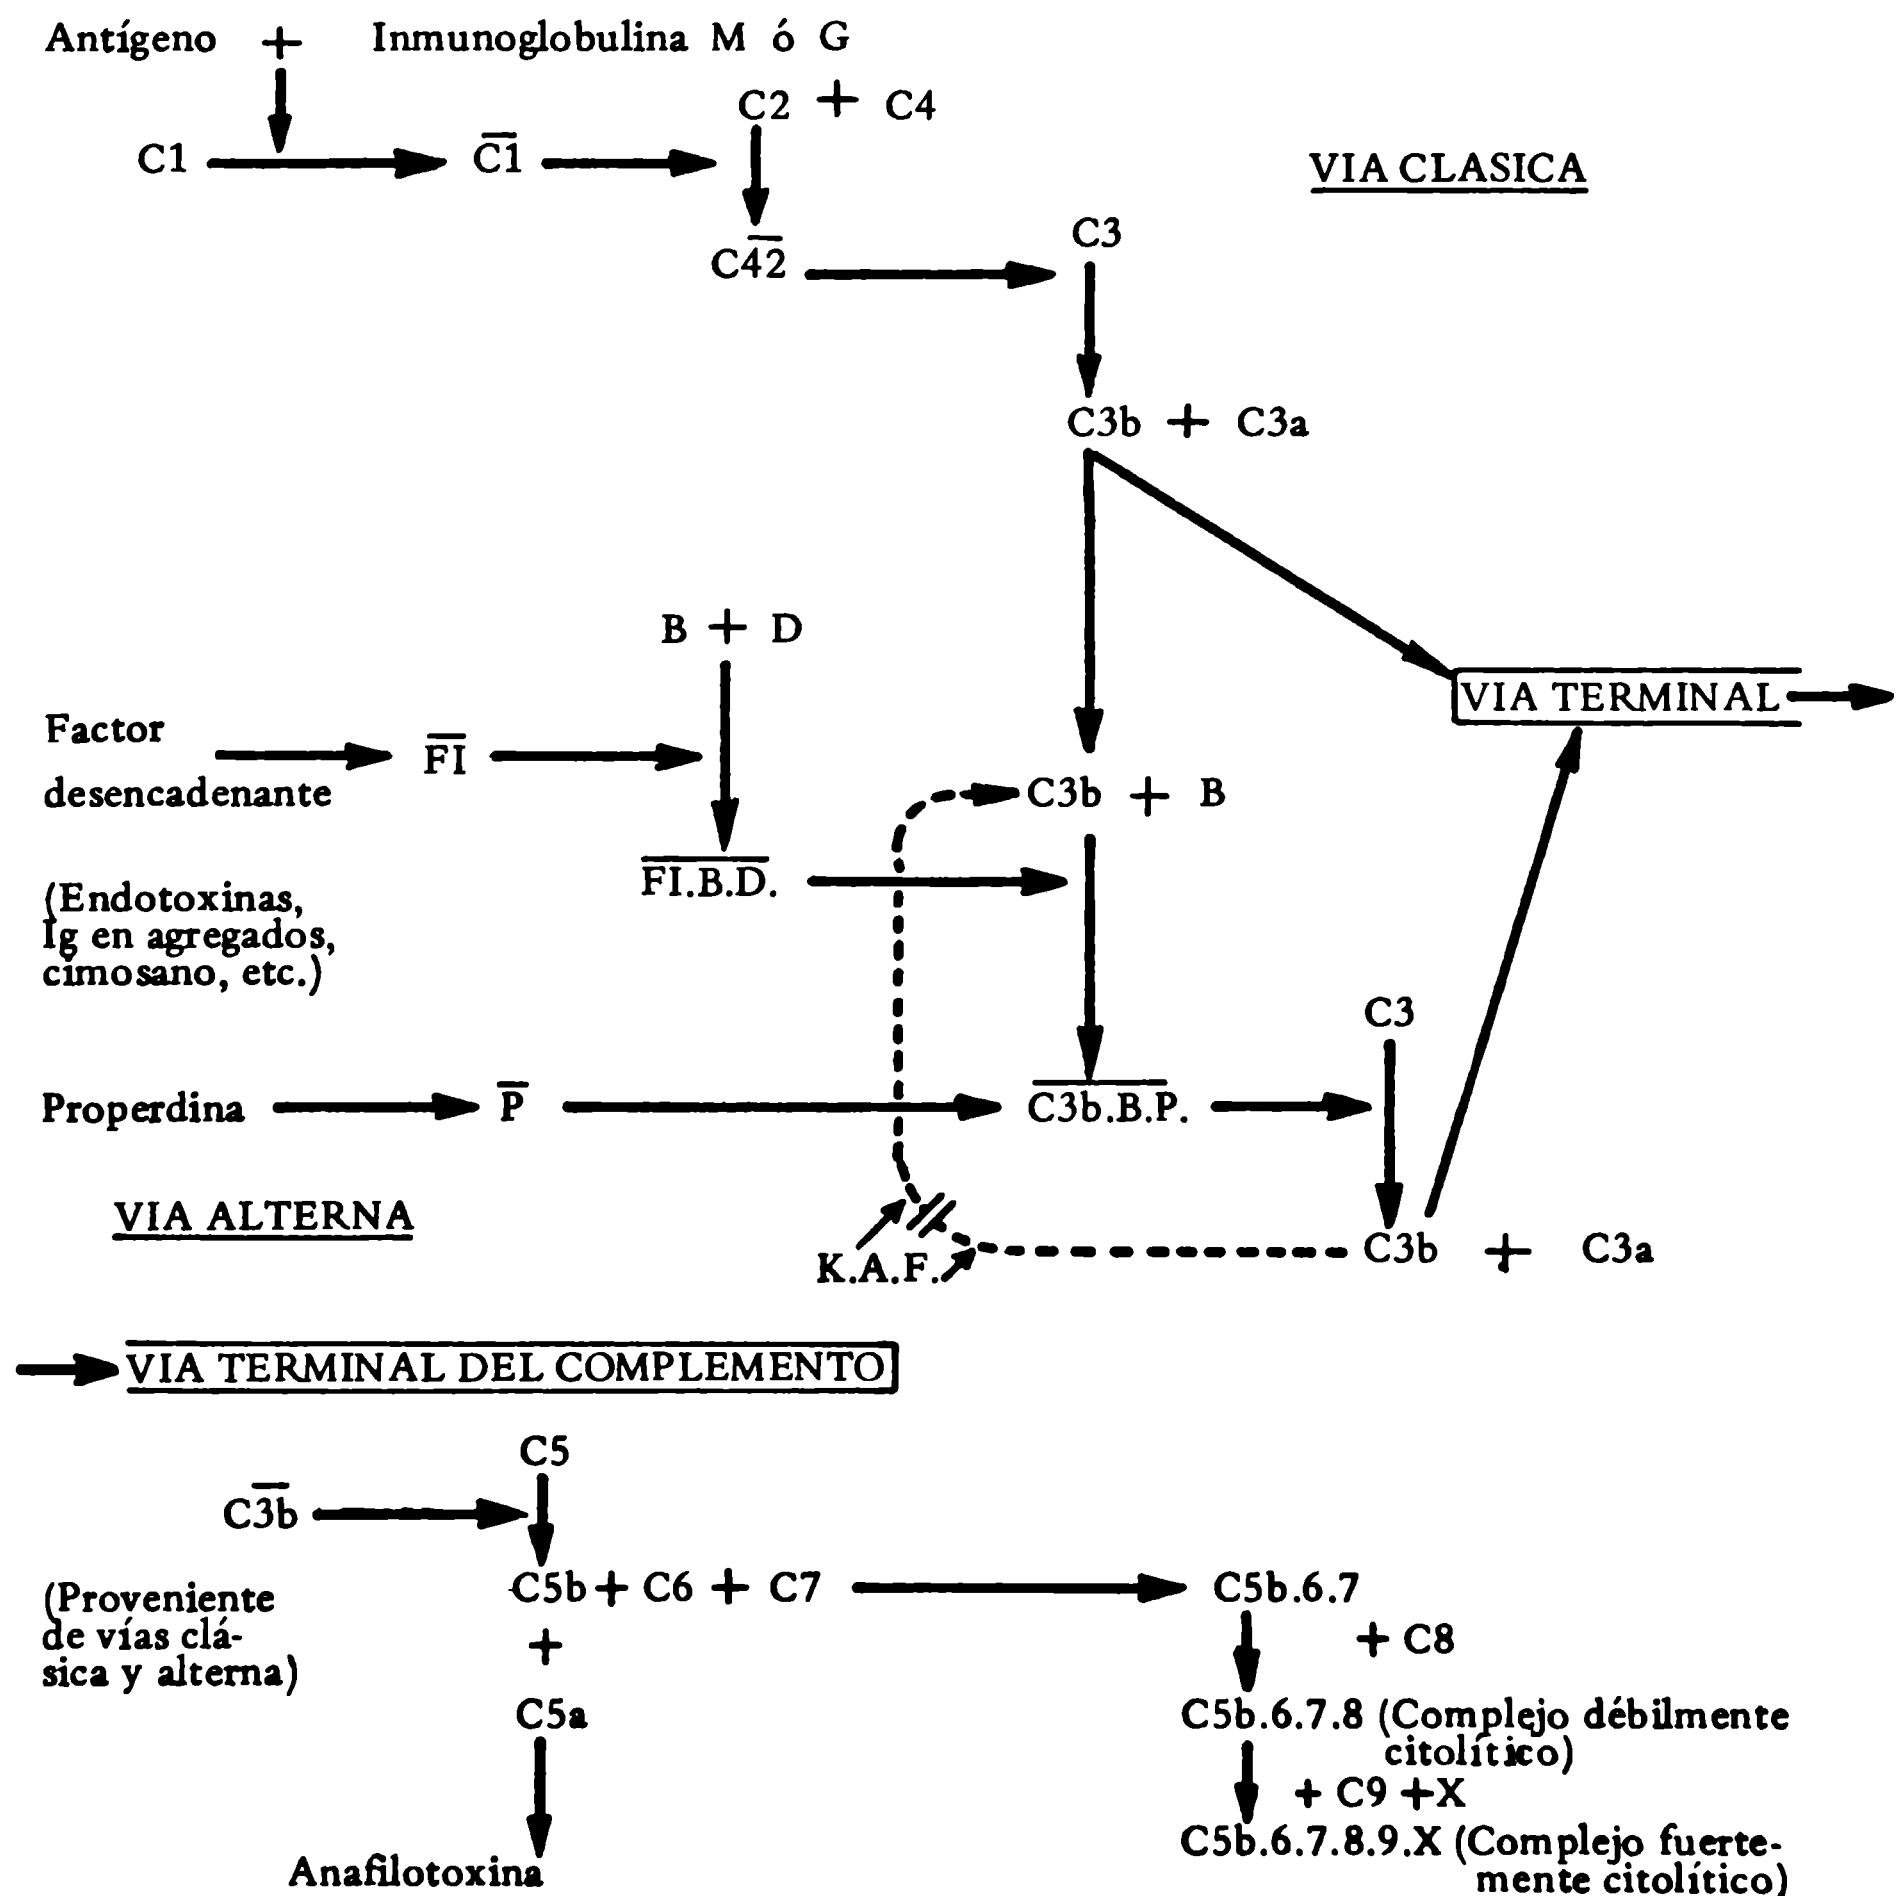 Antígeno + Inmunoglobulina M ó G
C2 + C4
C1 C̅1̅
VIA CLASICA
C4̅2̅
C3
C3b + C3a
B + D
VIA TERMINAL
Factor
desencadenante
F̅I̅
C3b + B
F̅I̅.̅B̅.̅D̅.
(Endotoxinas,
Ig en agregados,
cimosano, etc.)
C3
Properdina P̅ C̅3̅b̅.̅B̅.̅P̅.
VIA ALTERNA
K.A.F.
C3b + C3a
VIA TERMINAL DEL COMPLEMENTO
C5
C3̅b̅
C5b + C6 + C7 C5b.6.7
(Proveniente
de vías clá-
sica y alterna)
+
+ C8
C5a
C5b.6.7.8 (Complejo débilmente
citolítico)
+ C9 +X
C5b.6.7.8.9.X (Complejo fuerte-
mente citolítico)
Anafilotoxina